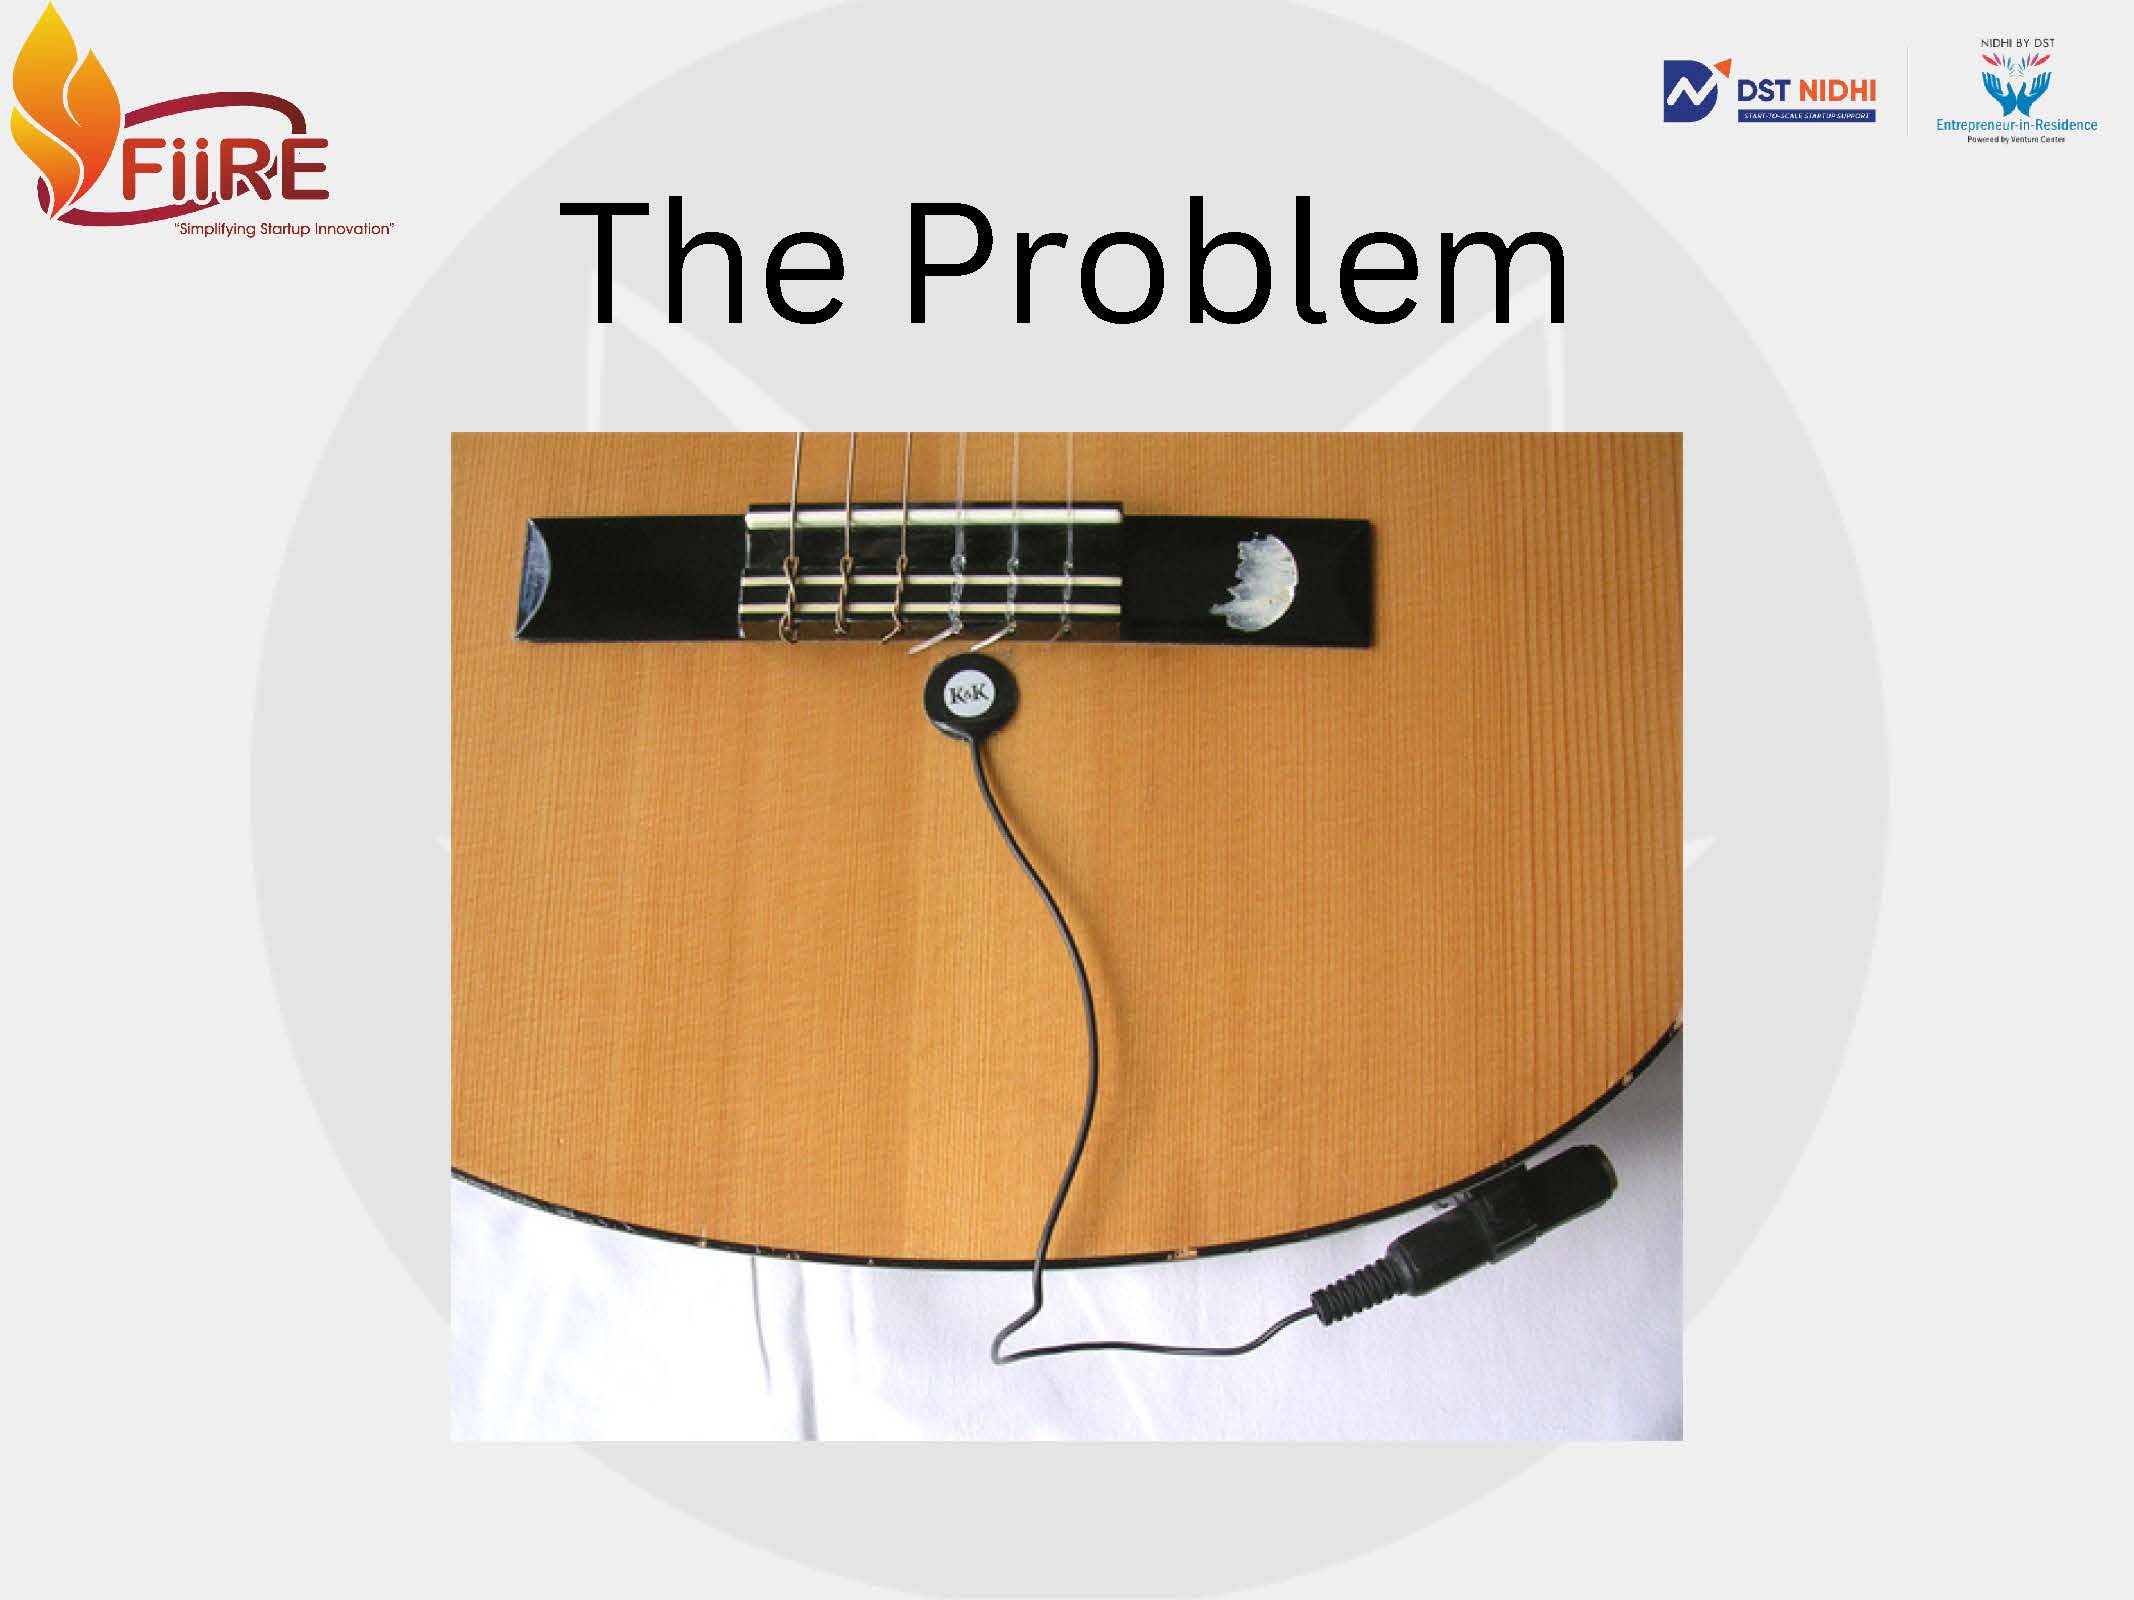 FiiRE
"Simplifying Startup Innovation"
DST NIDHI
START-TO-SCALE STARTUP SUPPORT
NIDHI BY DST
Entrepreneur-in-Residence
Powered by Venture Center
The Problem
K&K